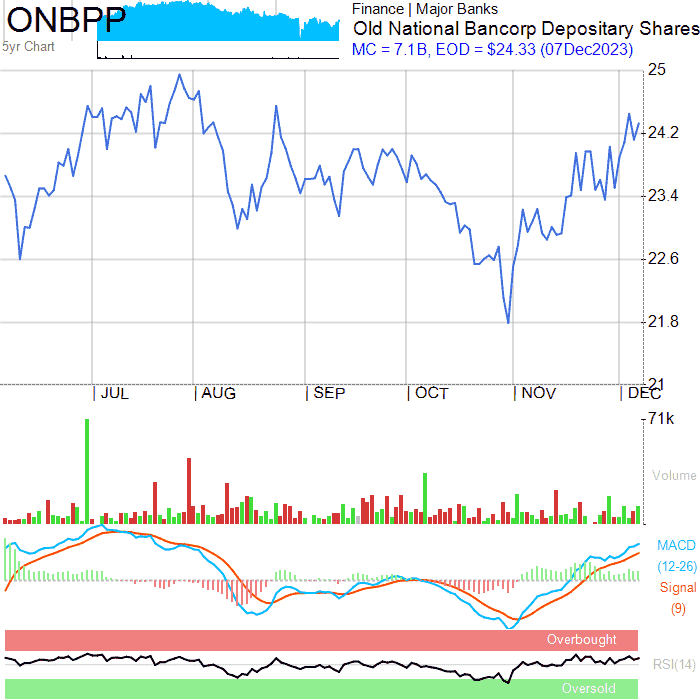 ONBPP
5yr Chart
Finance | Major Banks
Old National Bancorp Depositary Shares
MC = 7.1B, EOD = $24.33 (07Dec2023)
25
24.2
23.4
22.6
21.8
21
JUL AUG SEP OCT NOV DEC
71k
Volume
MACD
(12-26)
Signal
(9)
Overbought
RSI(14)
Oversold